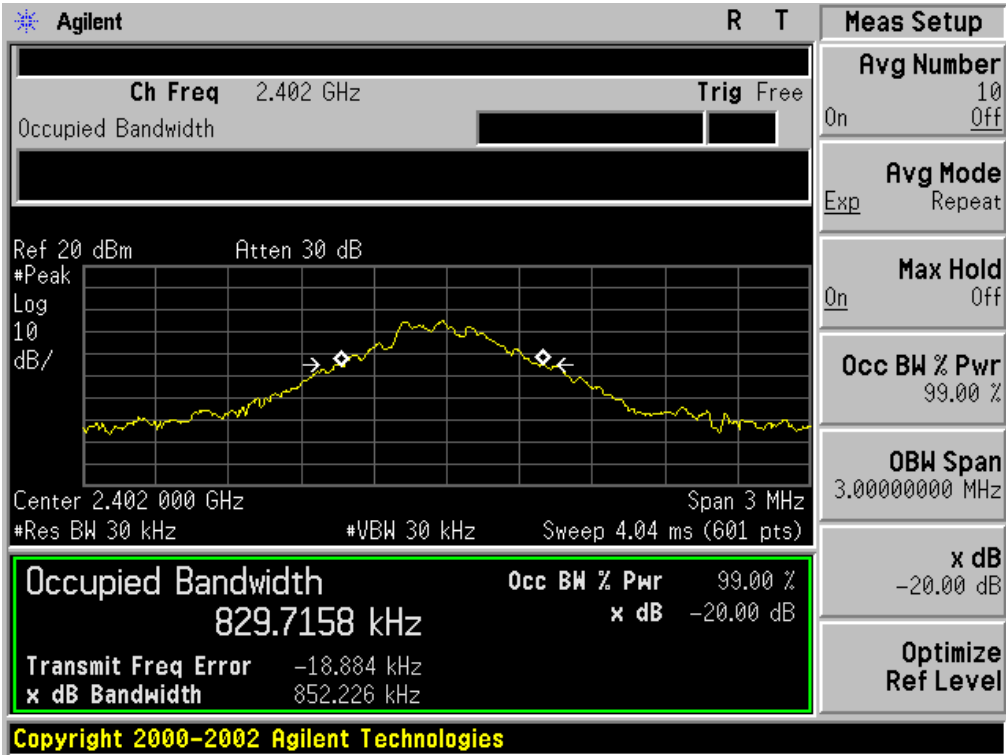 Agilent R T
Ch Freq 2.402 GHz Trig Free
Occupied Bandwidth
Ref 20 dBm Atten 30 dB
#Peak
Log
10
dB/
Center 2.402 000 GHz Span 3 MHz
#Res BW 30 kHz #VBW 30 kHz Sweep 4.04 ms (601 pts)
Occupied Bandwidth Occ BW % Pwr 99.00 %
829.7158 kHz x dB -20.00 dB
Transmit Freq Error -18.884 kHz
x dB Bandwidth 852.226 kHz
Copyright 2000-2002 Agilent Technologies
Meas Setup
Avg Number
10
On Off
Avg Mode
Exp Repeat
Max Hold
On Off
Occ BW % Pwr
99.00 %
OBW Span
3.00000000 MHz
x dB
-20.00 dB
Optimize
Ref Level